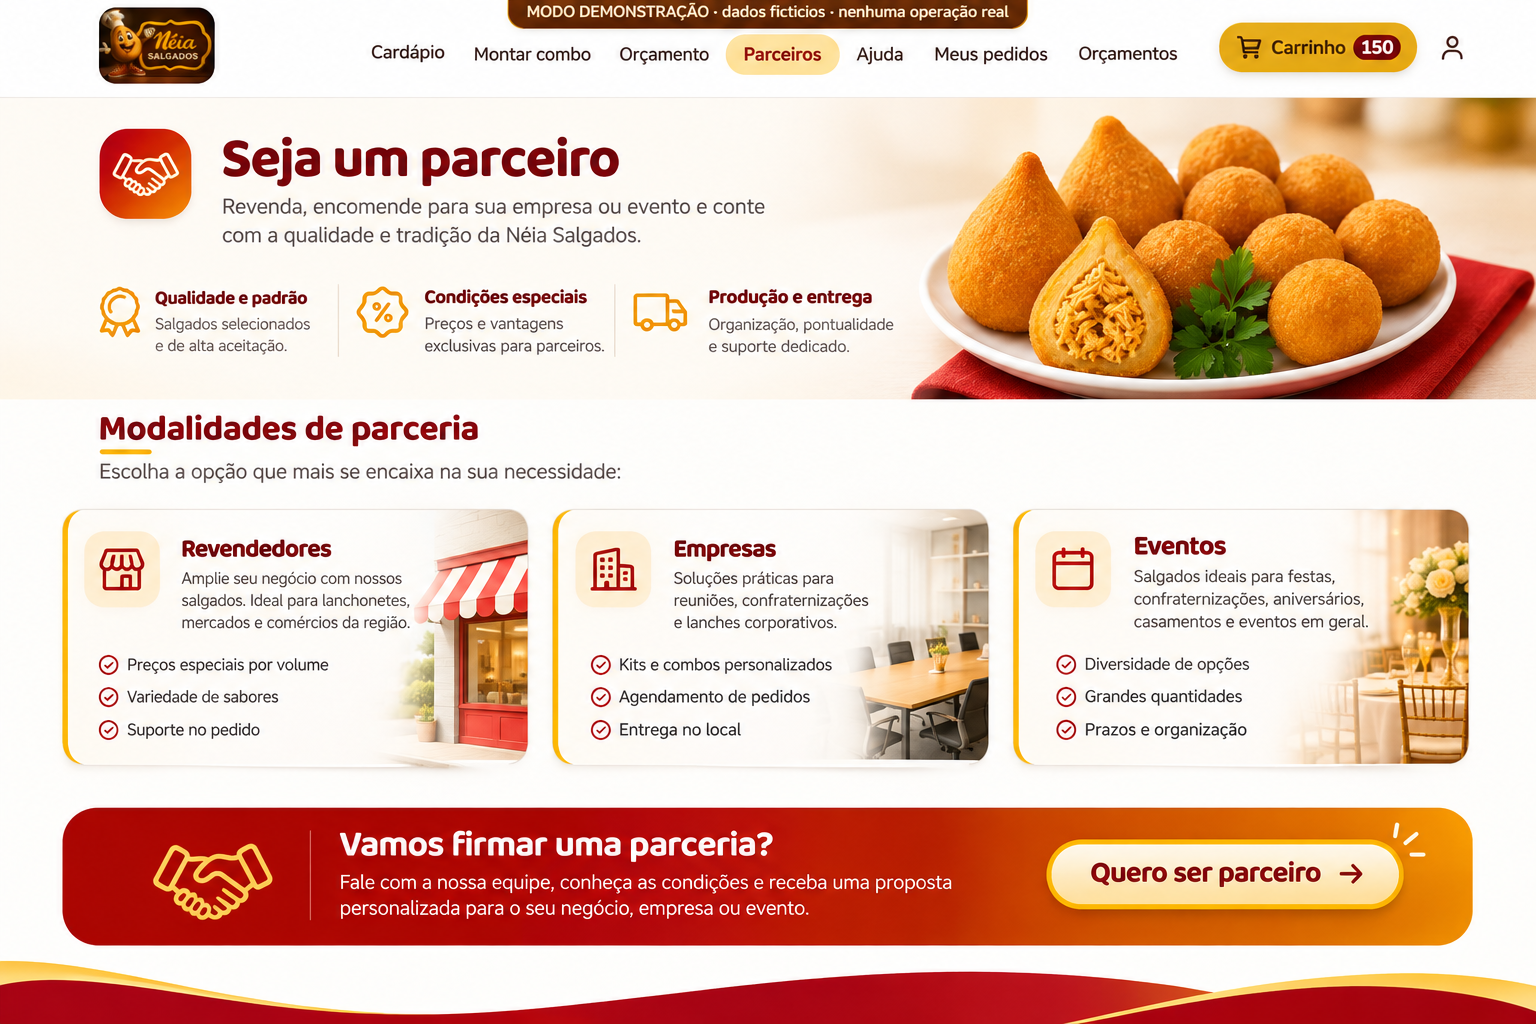 MODO DEMONSTRAÇÃO · dados ficticios · nenhuma operação real
Néia
SALGADOS
Cardápio
Montar combo
Orçamento
Parceiros
Ajuda
Meus pedidos
Orçamentos
Carrinho 150
Seja um parceiro
Revenda, encomende para sua empresa ou evento e conte
com a qualidade e tradição da Néia Salgados.
Qualidade e padrão
Salgados selecionados
e de alta aceitação.
%
Condições especiais
Preços e vantagens
exclusivas para parceiros.
Produção e entrega
Organização, pontualidade
e suporte dedicado.
Modalidades de parceria
Escolha a opção que mais se encaixa na sua necessidade:
Revendedores
Amplie seu negócio com nossos
salgados. Ideal para lanchonetes,
mercados e comércios da região.
Preços especiais por volume
Variedade de sabores
Suporte no pedido
Empresas
Soluções práticas para
reuniões, confraternizações
e lanches corporativos.
Kits e combos personalizados
Agendamento de pedidos
Entrega no local
Eventos
Salgados ideais para festas,
confraternizações, aniversários,
casamentos e eventos em geral.
Diversidade de opções
Grandes quantidades
Prazos e organização
Vamos firmar uma parceria?
Fale com a nossa equipe, conheça as condições e receba uma proposta
personalizada para o seu negócio, empresa ou evento.
Quero ser parceiro →